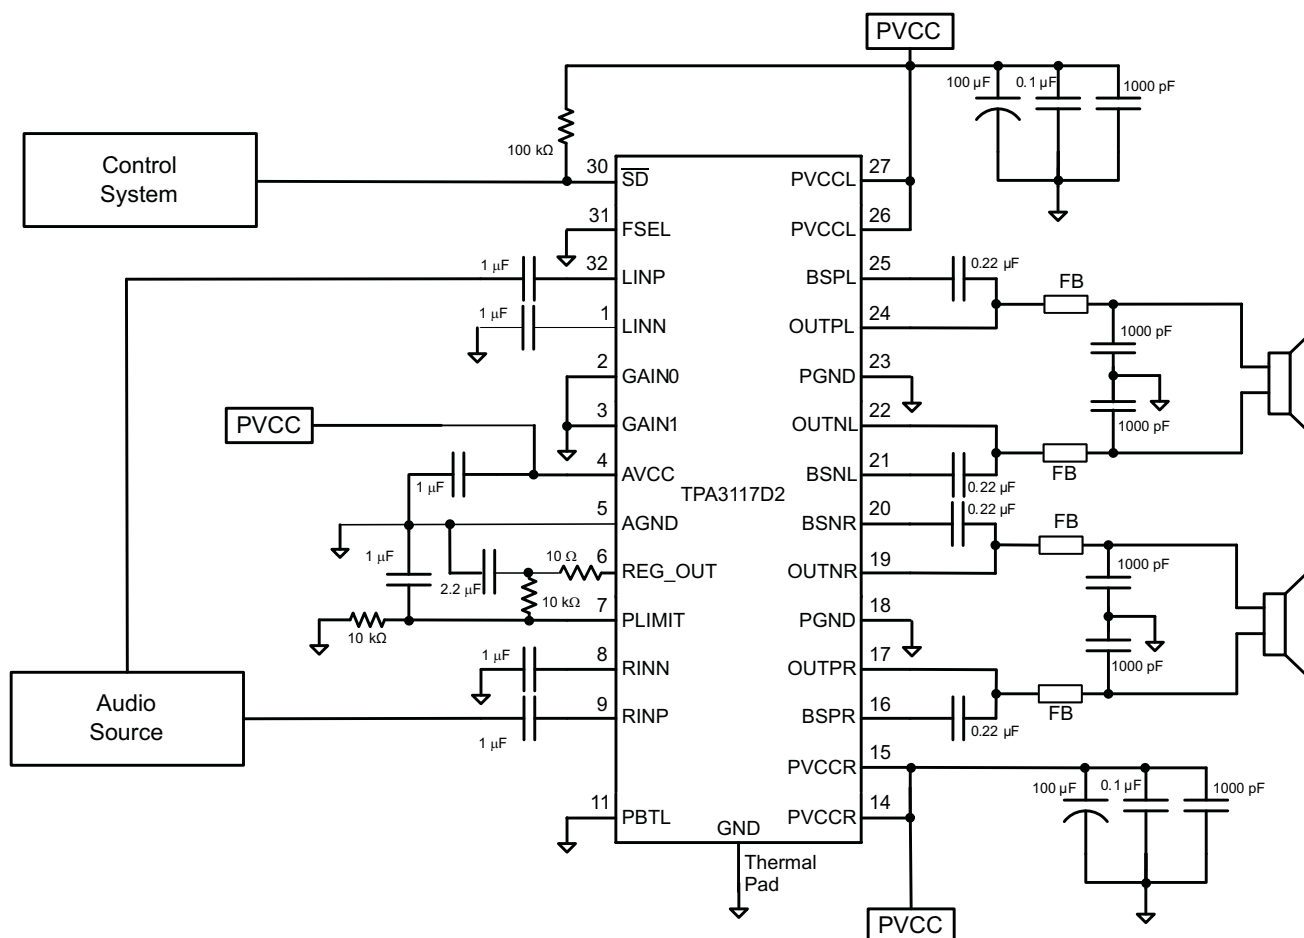 PVCC
100 µF
0.1 µF
1000 pF
Control
System
100 kΩ
30
SD
PVCCL
27
31
FSEL
PVCCL
26
1 µF
32
LINP
BSPL
25
0.22 µF
FB
1 µF
1
LINN
OUTPL
24
1000 pF
2
GAIN0
PGND
23
PVCC
3
GAIN1
OUTNL
22
1000 pF
1 µF
4
AVCC
TPA3117D2
BSNL
21
0.22 µF
FB
5
AGND
BSNR
20
0.22 µF
FB
1 µF
2.2 µF
10 Ω
6
REG_OUT
OUTNR
19
1000 pF
10 kΩ
10 kΩ
7
PLIMIT
PGND
18
1 µF
8
RINN
OUTPR
17
1000 pF
Audio
Source
1 µF
9
RINP
BSPR
16
0.22 µF
FB
PVCCR
15
100 µF
0.1 µF
1000 pF
11
PBTL
GND
PVCCR
14
Thermal
Pad
PVCC